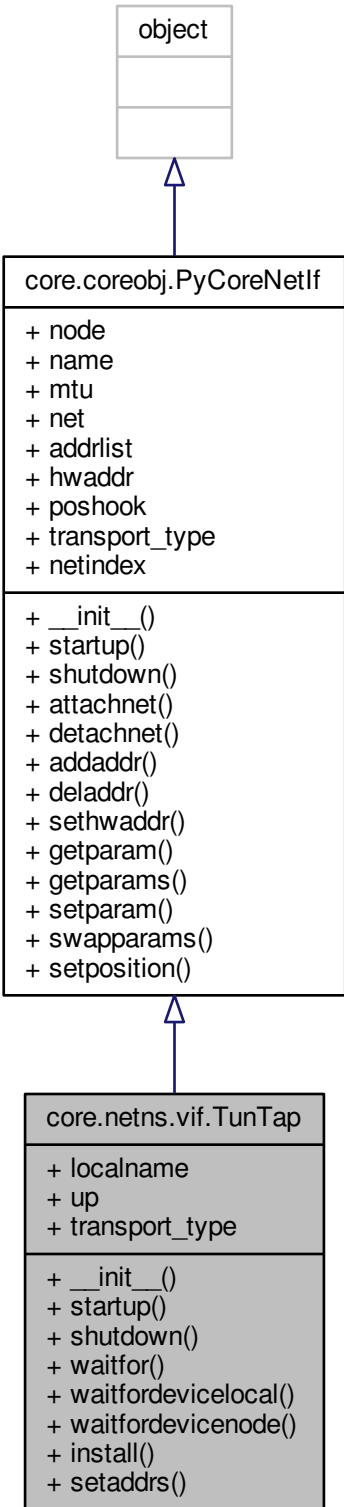 object
core.coreobj.PyCoreNetIf
+ node
+ name
+ mtu
+ net
+ addrlist
+ hwaddr
+ poshook
+ transport_type
+ netindex
+ __init__()
+ startup()
+ shutdown()
+ attachnet()
+ detachnet()
+ addaddr()
+ deladdr()
+ sethwaddr()
+ getparam()
+ getparams()
+ setparam()
+ swapparams()
+ setposition()
core.netns.vif.TunTap
+ localname
+ up
+ transport_type
+ __init__()
+ startup()
+ shutdown()
+ waitfor()
+ waitfordevicelocal()
+ waitfordevicenode()
+ install()
+ setaddrs()